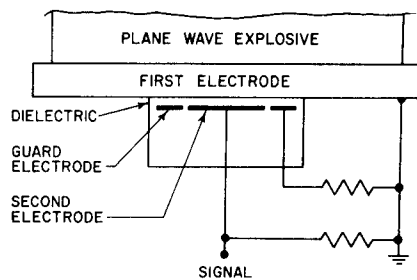 PLANE WAVE EXPLOSIVE
FIRST ELECTRODE
DIELECTRIC
GUARD
ELECTRODE
SECOND
ELECTRODE
SIGNAL